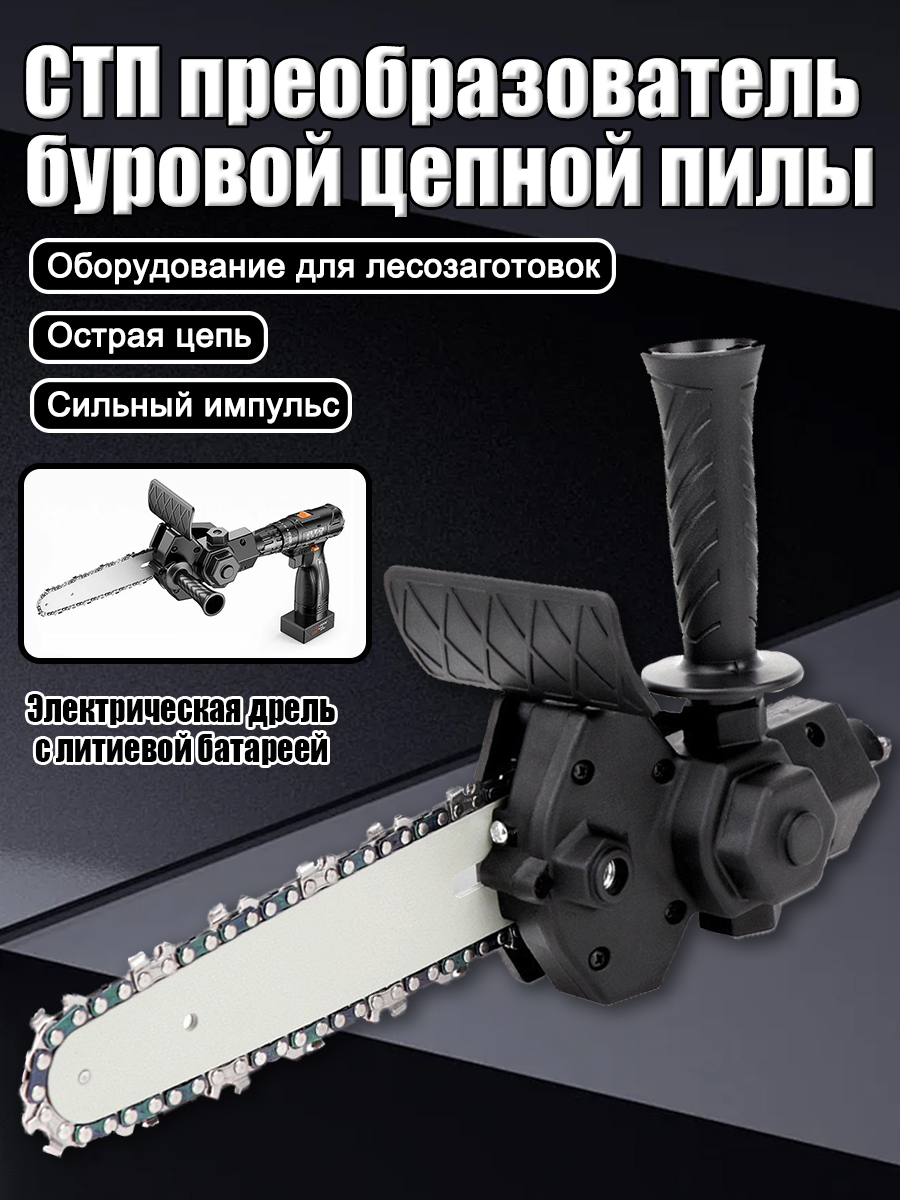 СТП преобразователь
буровой цепной пилы
Оборудование для лесозаготовок
Острая цепь
Сильный импульс
Электрическая дрель
с литиевой батареей